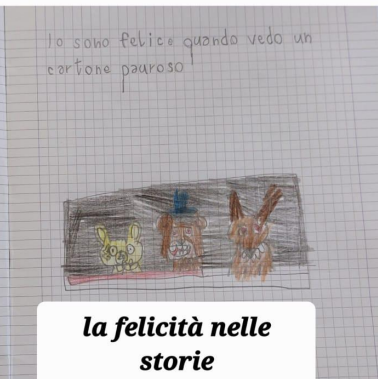 Io sono felice quando vedo un
cartone pauroso
la felicità nelle
storie